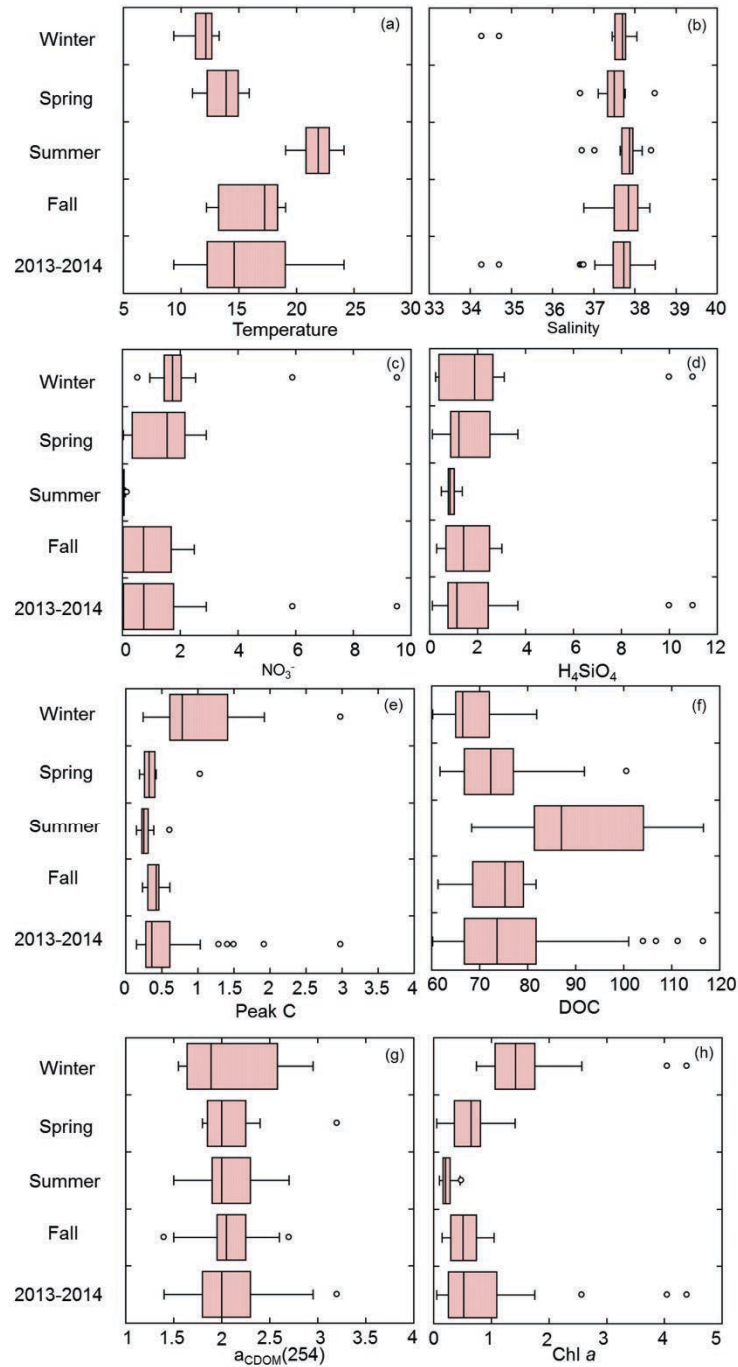 (a) (b)
Winter
Spring
Summer
Fall
2013-2014
5 10 15 20 25 30 33 34 35 36 37 38 39 40
Temperature Salinity
(c) (d)
Winter
Spring
Summer
Fall
2013-2014
0 2 4 6 8 10 0 2 4 6 8 10 12
NO₃⁻ H₄SiO₄
(e) (f)
Winter
Spring
Summer
Fall
2013-2014
0 0.5 1 1.5 2 2.5 3 3.5 4 60 70 80 90 100 110 120
Peak C DOC
(g) (h)
Winter
Spring
Summer
Fall
2013-2014
1 1.5 2 2.5 3 3.5 4 0 1 2 3 4 5
a_CDOM(254) Chl a